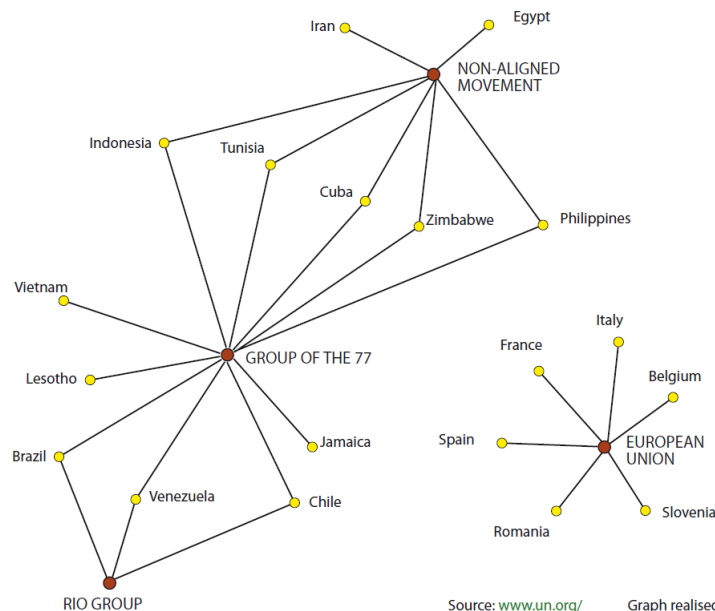 Iran
Egypt
NON-ALIGNED
MOVEMENT
Indonesia
Tunisia
Cuba
Zimbabwe
Philippines
Vietnam
Italy
France
GROUP OF THE 77
Lesotho
Belgium
Jamaica
Spain
EUROPEAN
UNION
Brazil
Venezuela
Chile
Slovenia
Romania
RIO GROUP
Source: www.un.org/ Graph realised